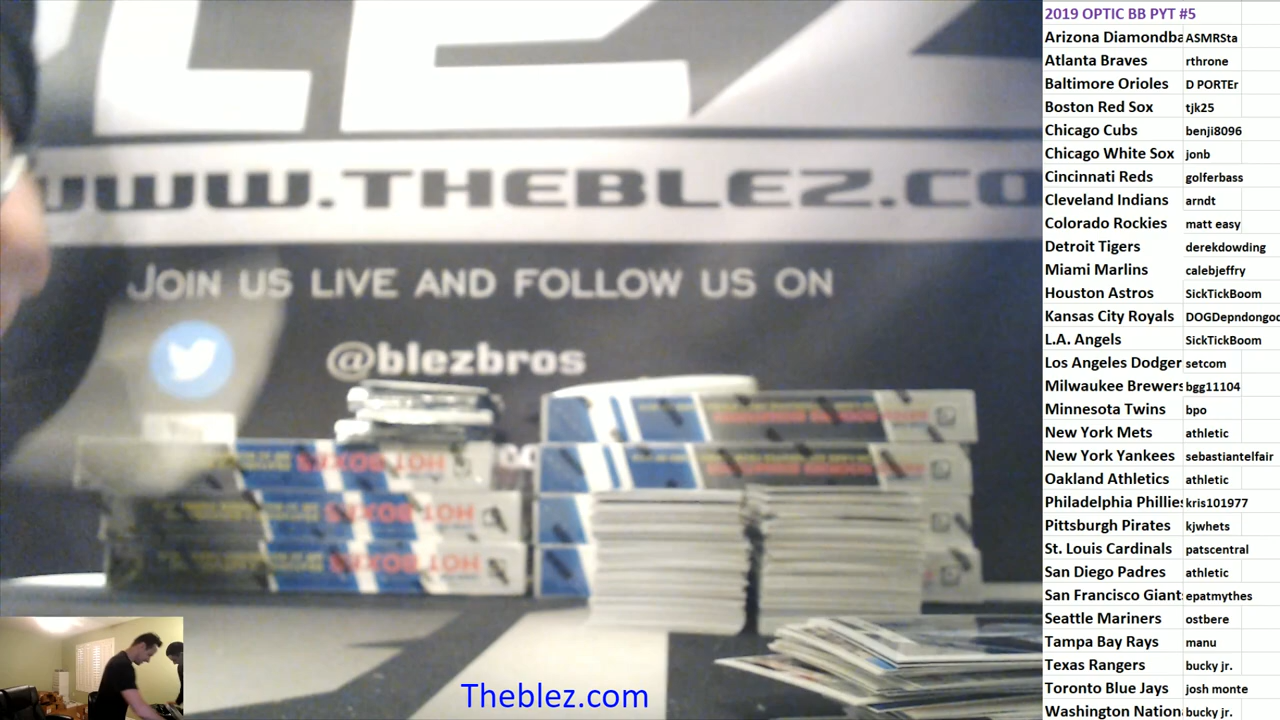 WWW.THEBLEZ.CO
JOIN US LIVE AND FOLLOW US ON
@blezbros
HOT BOXES
HOT BOXES
HOT BOXES
Theblez.com
2019 OPTIC BB PYT #5
Arizona Diamondba ASMRSta
Atlanta Braves rthrone
Baltimore Orioles D PORTEr
Boston Red Sox tjk25
Chicago Cubs benji8096
Chicago White Sox jonb
Cincinnati Reds golferbass
Cleveland Indians arndt
Colorado Rockies matt easy
Detroit Tigers derekdowding
Miami Marlins calebjeffry
Houston Astros SickTickBoom
Kansas City Royals DOGDepndongod
L.A. Angels SickTickBoom
Los Angeles Dodger setcom
Milwaukee Brewers bgg11104
Minnesota Twins bpo
New York Mets athletic
New York Yankees sebastiantelfair
Oakland Athletics athletic
Philadelphia Phillies kris101977
Pittsburgh Pirates kjwhets
St. Louis Cardinals patscentral
San Diego Padres athletic
San Francisco Giant epatmythes
Seattle Mariners ostbere
Tampa Bay Rays manu
Texas Rangers bucky jr.
Toronto Blue Jays josh monte
Washington Nation bucky jr.